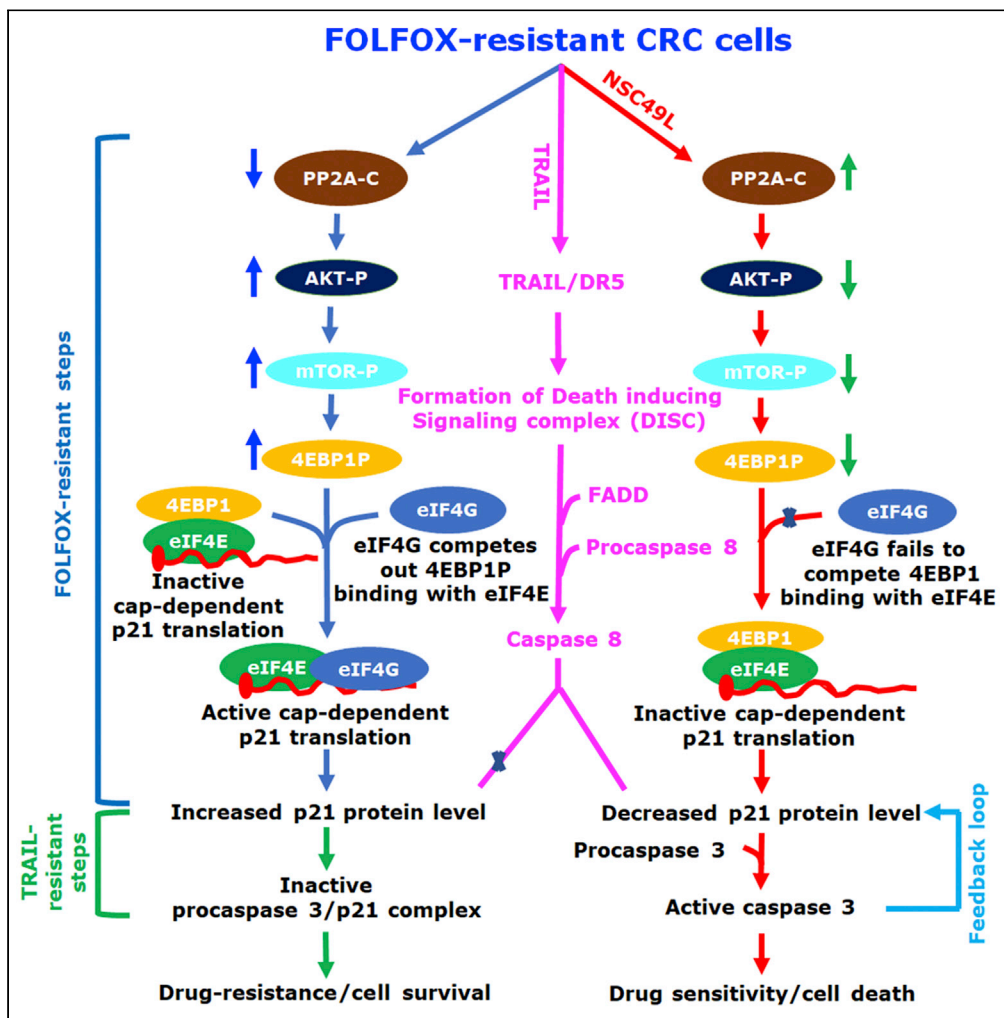 FOLFOX-resistant CRC cells
NSC49L
TRAIL
PP2A-C
PP2A-C
AKT-P
TRAIL/DR5
AKT-P
mTOR-P
mTOR-P
Formation of Death inducing
Signaling complex (DISC)
4EBP1P
4EBP1P
FOLFOX-resistant steps
4EBP1
eIF4E
Inactive
cap-dependent
p21 translation
eIF4G
eIF4G competes
out 4EBP1P
binding with eIF4E
FADD
Procaspase 8
eIF4G
eIF4G fails to
compete 4EBP1
binding with eIF4E
Caspase 8
eIF4E
eIF4G
Active cap-dependent
p21 translation
4EBP1
eIF4E
Inactive cap-dependent
p21 translation
Increased p21 protein level
Decreased p21 protein level
TRAIL-
resistant
steps
Procaspase 3
Inactive
procaspase 3/p21 complex
Active caspase 3
Feedback loop
Drug-resistance/cell survival
Drug sensitivity/cell death